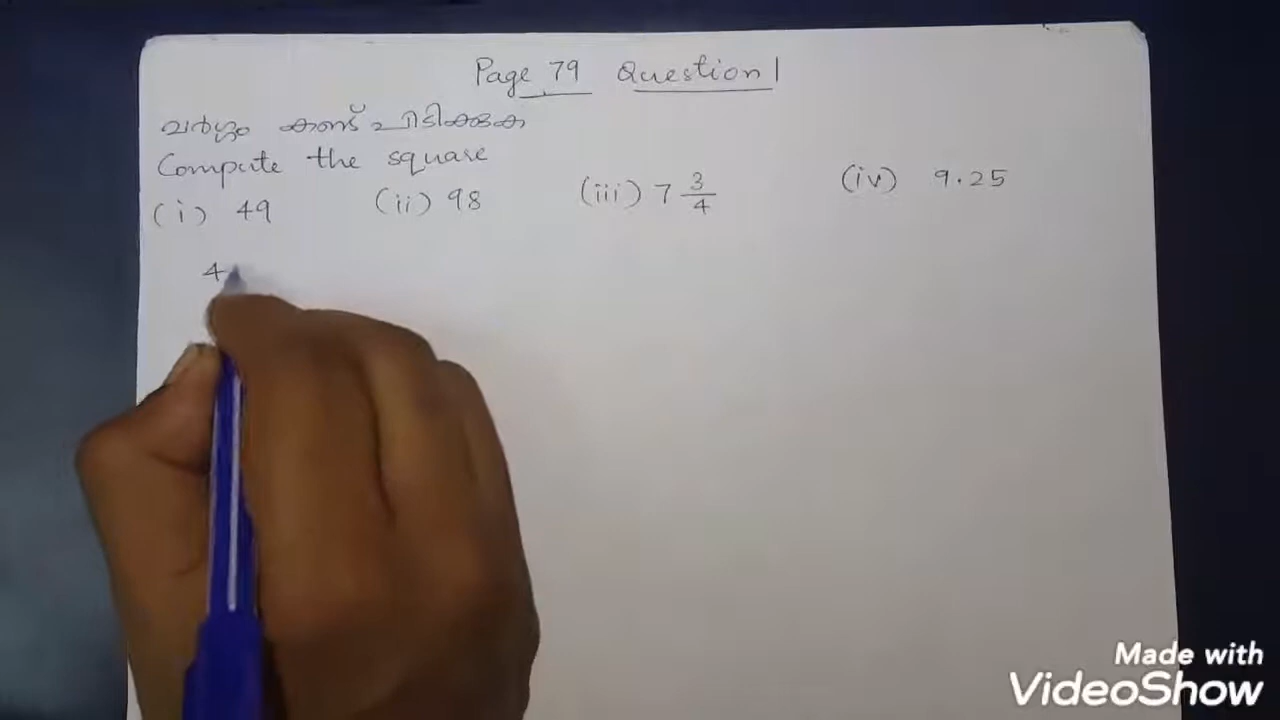 Page 79 Question 1
വർഗ്ഗം കണ്ട് പിടിക്കുക
Compute the square
(i) 49 (ii) 98 (iii) 7 3/4 (iv) 9.25
4
Made with
VideoShow